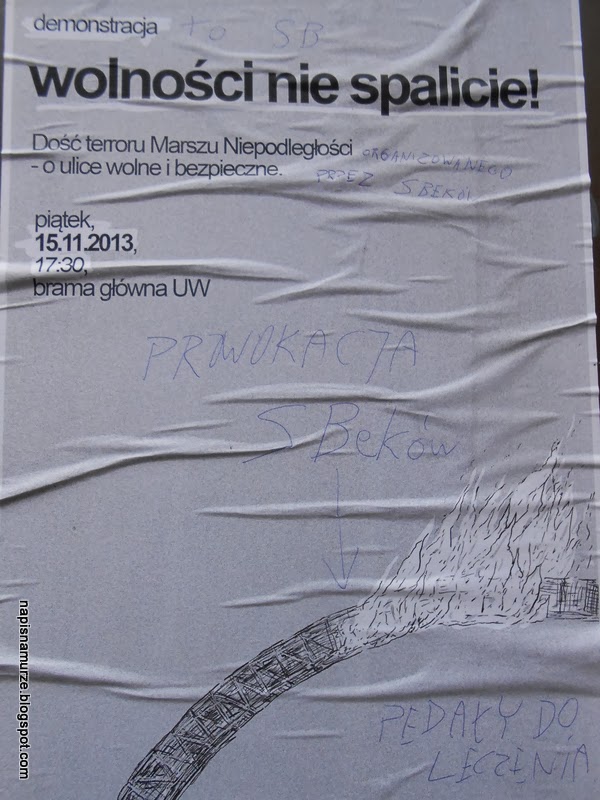 demonstracja to SB
wolności nie spalicie!
Dość terroru Marszu Niepodległości ORGANIZOWANEGO
- o ulice wolne i bezpieczne. PRZEZ SBEKÓW
piątek,
15.11.2013,
17:30,
brama główna UW
PROWOKACJA
SBeków
PEDAŁY DO
LECZENIA
napisnamurze.blogspot.com